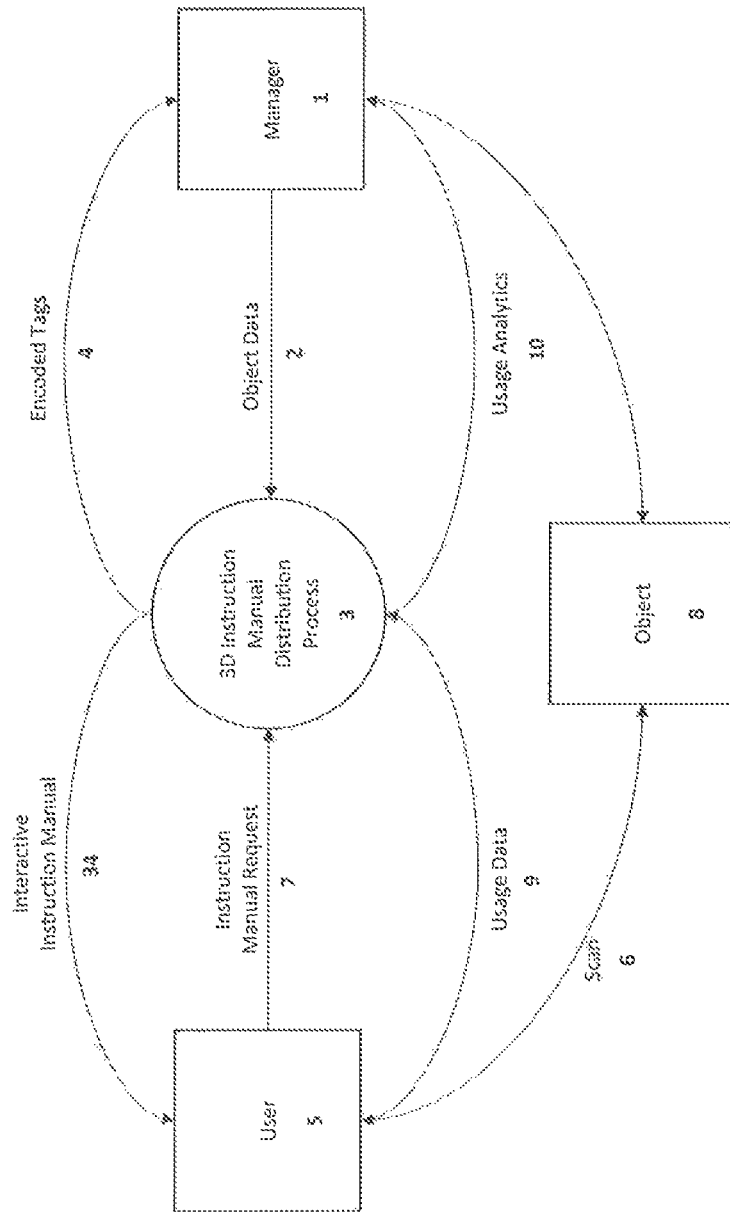 Interactive
Instruction Manual
34
Encoded Tags
4
User
5
Instruction
Manual Request
7
3D Instruction
Manual
Distribution
Process
3
Object Data
2
Manager
1
Usage Data
9
Usage Analytics
10
Scan
6
Object
8